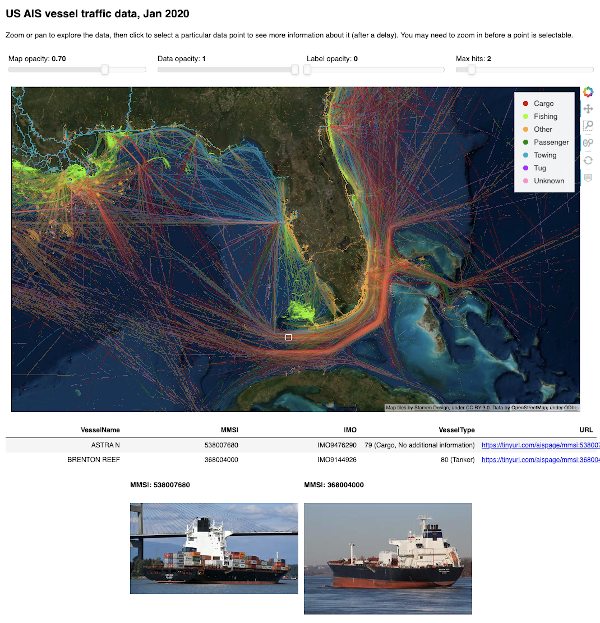 US AIS vessel traffic data, Jan 2020
Zoom or pan to explore the data, then click to select a particular data point to see more information about it (after a delay). You may need to zoom in before a point is selectable.
Map opacity: 0.70 Data opacity: 1 Label opacity: 0 Max hits: 2
Cargo
Fishing
Other
Passenger
Towing
Tug
Unknown
Map tiles by Stamen Design, under CC BY 3.0. Data by OpenStreetMap, under ODbL
VesselName MMSI IMO VesselType URL
ASTRA N 538007680 IMO9476290 79 (Cargo, No additional information) https://tinyurl.com/aispage/mmsi:53800
BRENTON REEF 368004000 IMO9144926 80 (Tanker) https://tinyurl.com/aispage/mmsi:36800
MMSI: 538007680 MMSI: 368004000